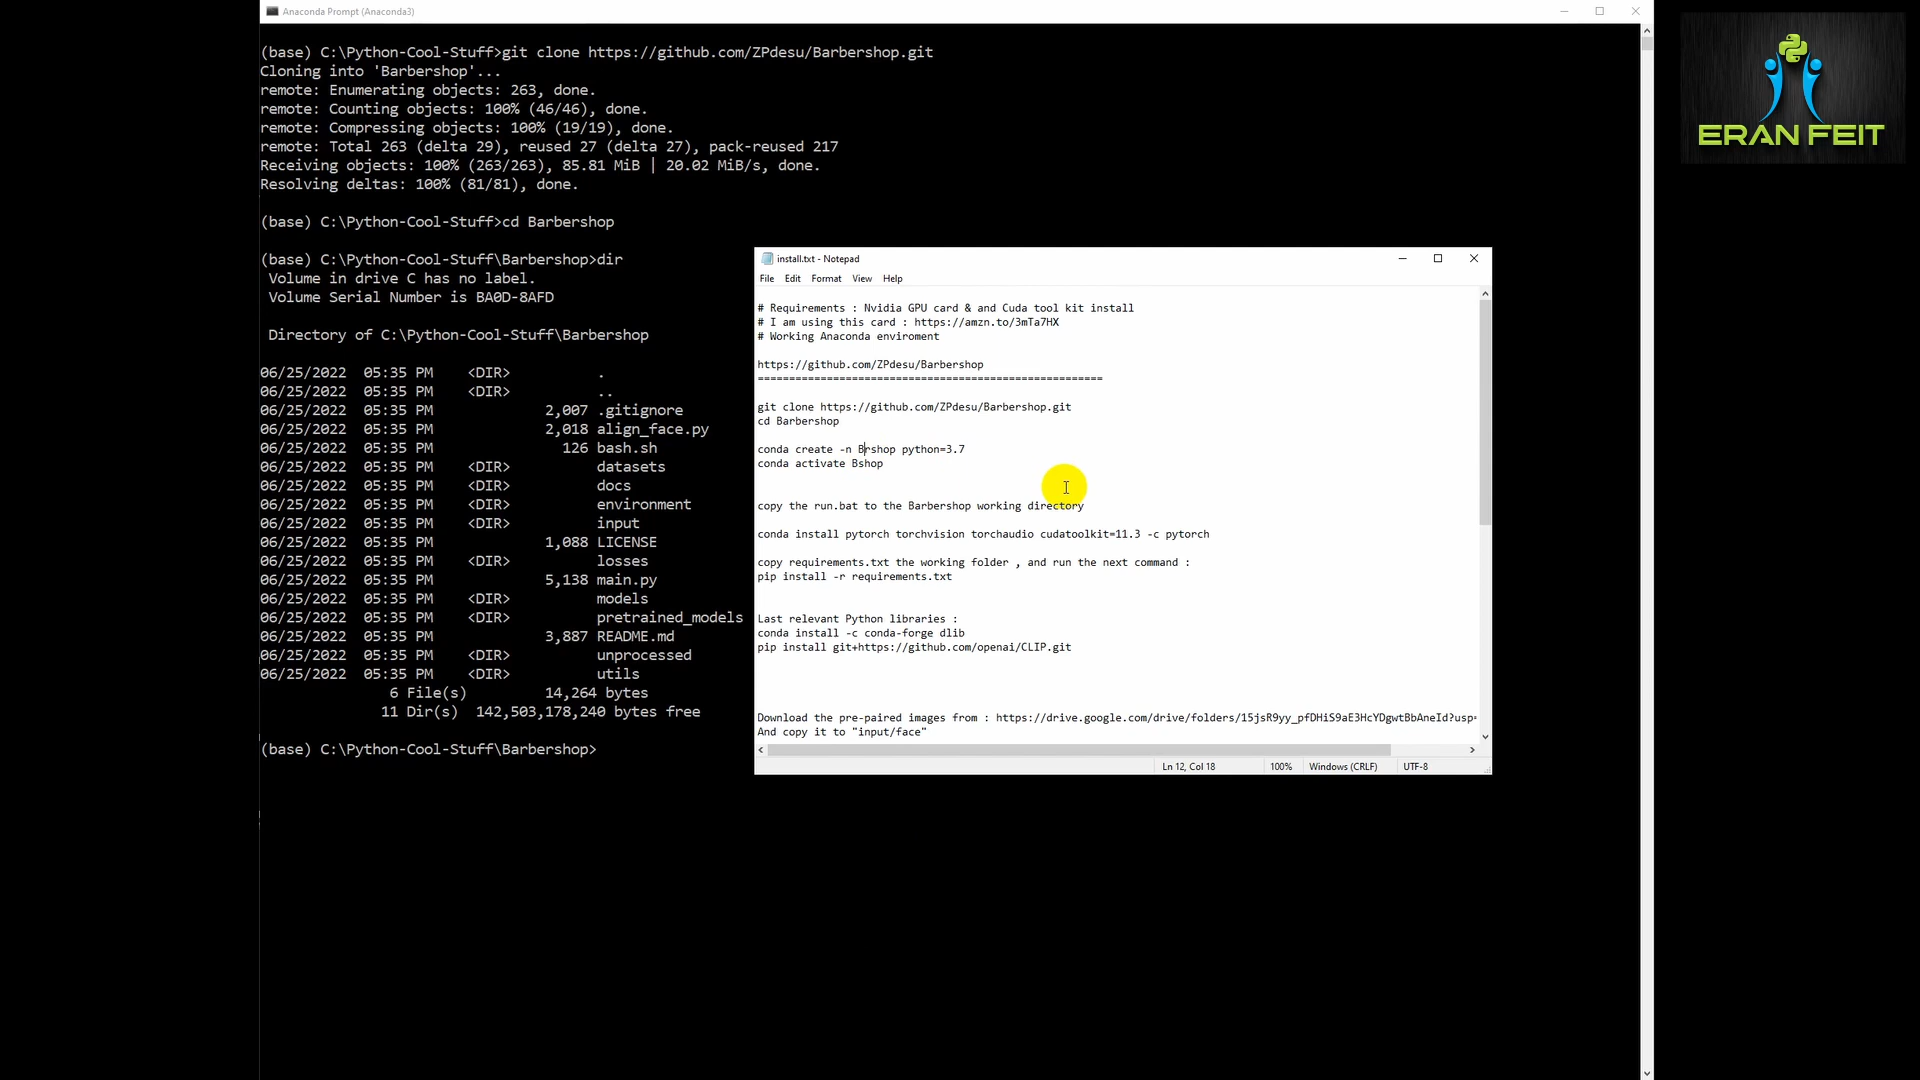 Anaconda Prompt (Anaconda3)
(base) C:\Python-Cool-Stuff>git clone https://github.com/ZPdesu/Barbershop.git
Cloning into 'Barbershop'...
remote: Enumerating objects: 263, done.
remote: Counting objects: 100% (46/46), done.
remote: Compressing objects: 100% (19/19), done.
remote: Total 263 (delta 29), reused 27 (delta 27), pack-reused 217
Receiving objects: 100% (263/263), 85.81 MiB | 20.02 MiB/s, done.
Resolving deltas: 100% (81/81), done.
(base) C:\Python-Cool-Stuff>cd Barbershop
(base) C:\Python-Cool-Stuff\Barbershop>dir
Volume in drive C has no label.
Volume Serial Number is BA0D-8AFD
Directory of C:\Python-Cool-Stuff\Barbershop
06/25/2022  05:35 PM    <DIR>          .
06/25/2022  05:35 PM    <DIR>          ..
06/25/2022  05:35 PM             2,007 .gitignore
06/25/2022  05:35 PM             2,018 align_face.py
06/25/2022  05:35 PM               126 bash.sh
06/25/2022  05:35 PM    <DIR>          datasets
06/25/2022  05:35 PM    <DIR>          docs
06/25/2022  05:35 PM    <DIR>          environment
06/25/2022  05:35 PM    <DIR>          input
06/25/2022  05:35 PM             1,088 LICENSE
06/25/2022  05:35 PM    <DIR>          losses
06/25/2022  05:35 PM             5,138 main.py
06/25/2022  05:35 PM    <DIR>          models
06/25/2022  05:35 PM    <DIR>          pretrained_models
06/25/2022  05:35 PM             3,887 README.md
06/25/2022  05:35 PM    <DIR>          unprocessed
06/25/2022  05:35 PM    <DIR>          utils
6 File(s)         14,264 bytes
11 Dir(s)  142,503,178,240 bytes free
(base) C:\Python-Cool-Stuff\Barbershop>
install.txt - Notepad
File Edit Format View Help
# Requirements : Nvidia GPU card & and Cuda tool kit install
# I am using this card : https://amzn.to/3mTa7HX
# Working Anaconda enviroment
https://github.com/ZPdesu/Barbershop
=======================================================
git clone https://github.com/ZPdesu/Barbershop.git
cd Barbershop
conda create -n Brshop python=3.7
conda activate Bshop
copy the run.bat to the Barbershop working directory
conda install pytorch torchvision torchaudio cudatoolkit=11.3 -c pytorch
copy requirements.txt the working folder , and run the next command :
pip install -r requirements.txt
Last relevant Python libraries :
conda install -c conda-forge dlib
pip install git+https://github.com/openai/CLIP.git
Download the pre-paired images from : https://drive.google.com/drive/folders/15jsR9yy_pfDHiS9aE3HcYDgwtBbAneId?usp=
And copy it to "input/face"
Ln 12, Col 18
100%
Windows (CRLF)
UTF-8
ERAN FEIT